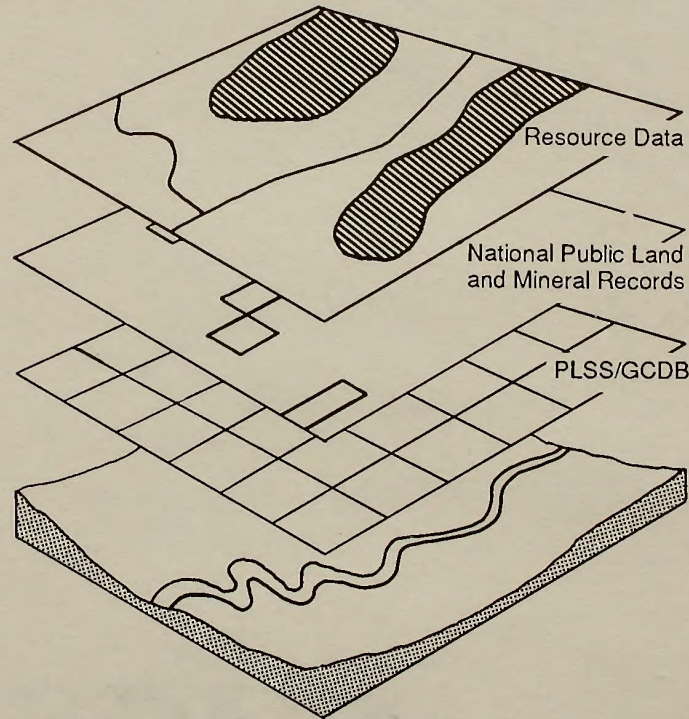 Resource Data
National Public Land
and Mineral Records
PLSS/GCDB